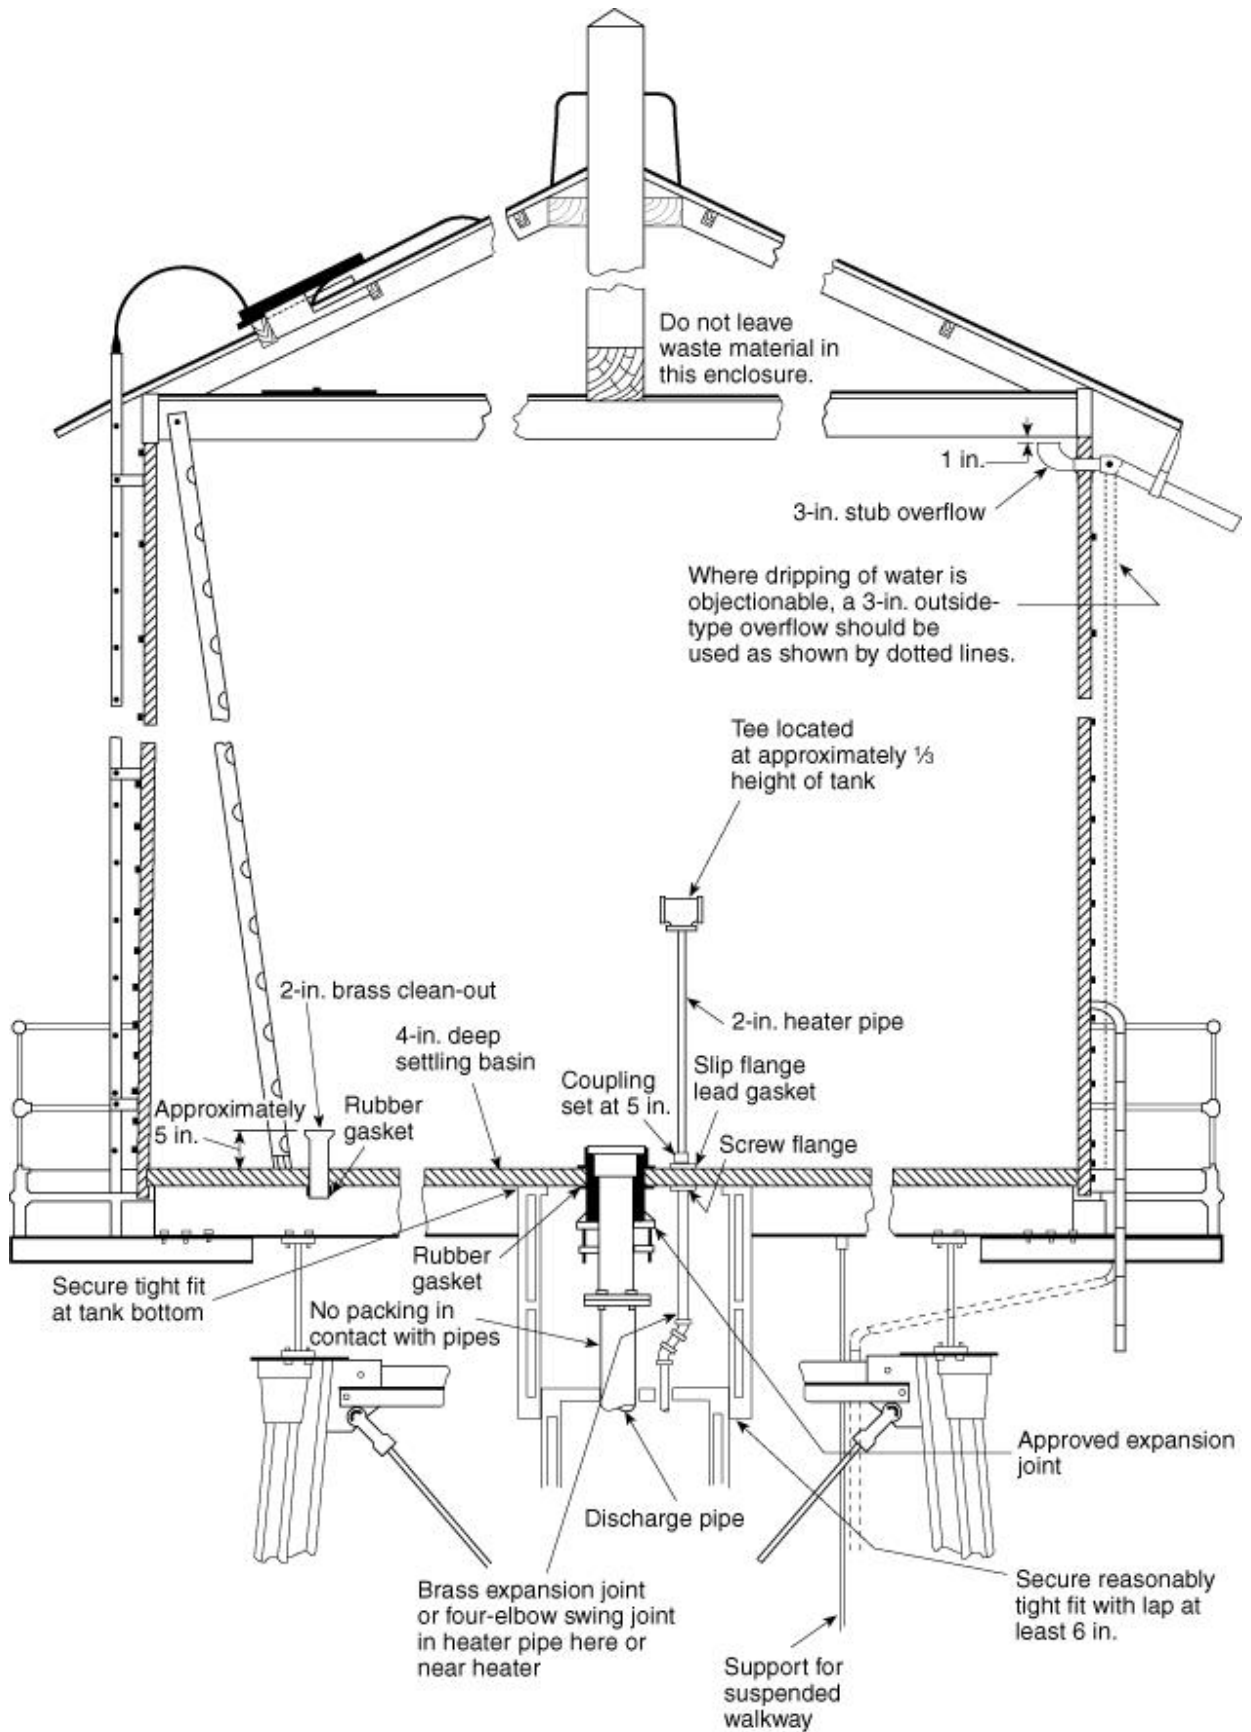 Do not leave
waste material in
this enclosure.
1 in.
3-in. stub overflow
Where dripping of water is
objectionable, a 3-in. outside-
type overflow should be
used as shown by dotted lines.
Tee located
at approximately ⅓
height of tank
2-in. brass clean-out
4-in. deep
settling basin
2-in. heater pipe
Coupling
set at 5 in.
Slip flange
lead gasket
Approximately
5 in.
Rubber
gasket
Screw flange
Secure tight fit
at tank bottom
Rubber
gasket
No packing in
contact with pipes
Approved expansion
joint
Discharge pipe
Brass expansion joint
or four-elbow swing joint
in heater pipe here or
near heater
Secure reasonably
tight fit with lap at
least 6 in.
Support for
suspended
walkway